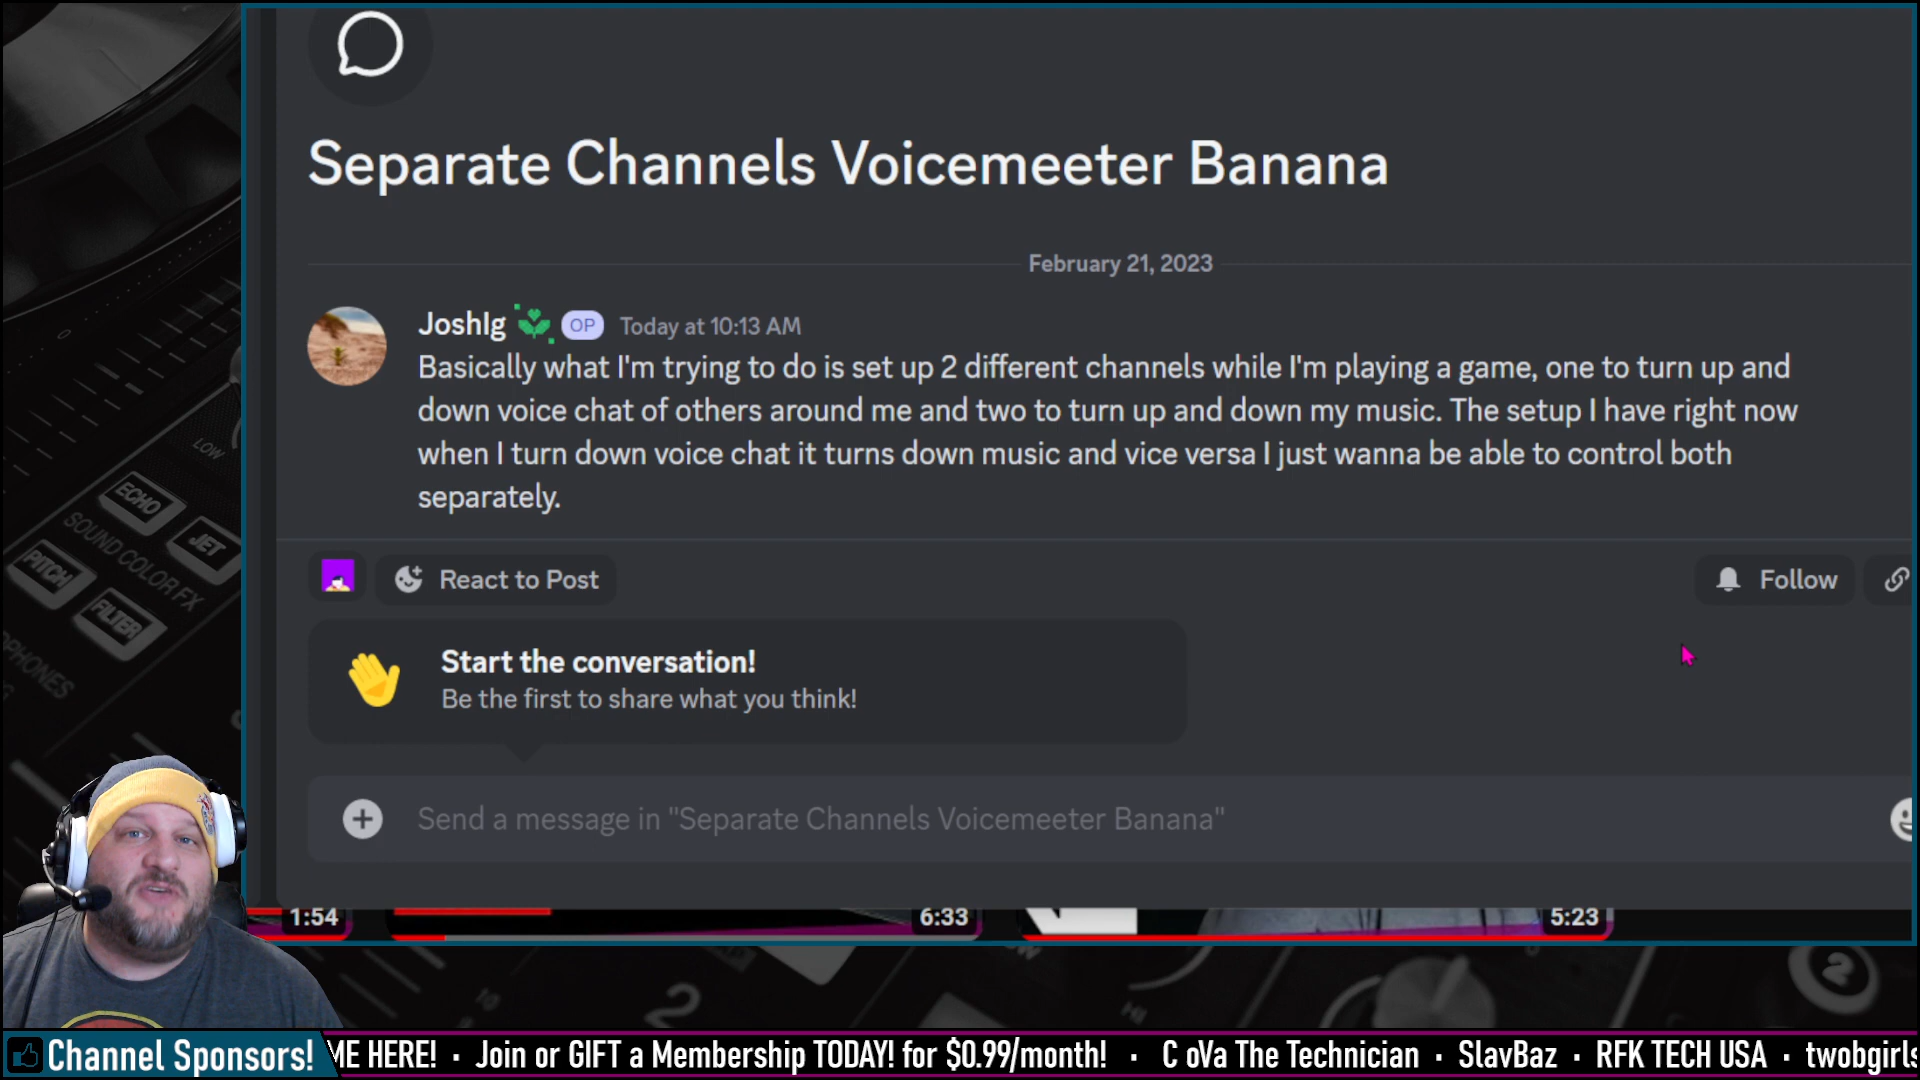 Separate Channels Voicemeeter Banana
February 21, 2023
JoshIg OP Today at 10:13 AM
Basically what I'm trying to do is set up 2 different channels while I'm playing a game, one to turn up and
down voice chat of others around me and two to turn up and down my music. The setup I have right now
when I turn down voice chat it turns down music and vice versa I just wanna be able to control both
separately.
React to Post
Follow
Start the conversation!
Be the first to share what you think!
Send a message in "Separate Channels Voicemeeter Banana"
1:54
6:33
5:23
LOW
ECHO
JET
SOUND COLOR FX
PITCH
FILTER
PHONES
10
2
HI
2
Channel Sponsors!
ME HERE! · Join or GIFT a Membership TODAY! for $0.99/month! · C oVa The Technician · SlavBaz · RFK TECH USA · twobgirls